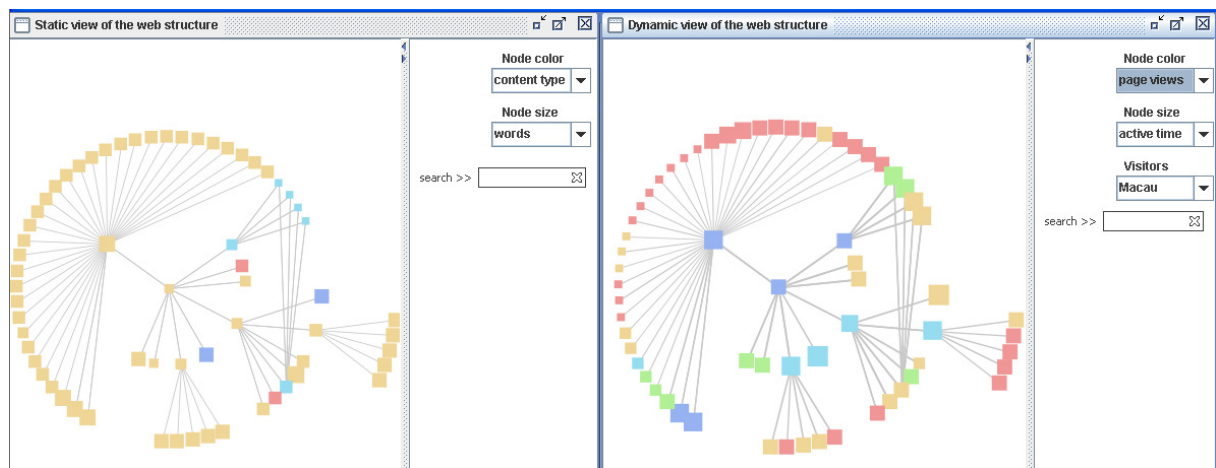 Static view of the web structure
Node color
content type
Node size
words
search >>
Dynamic view of the web structure
Node color
page views
Node size
active time
Visitors
Macau
search >>